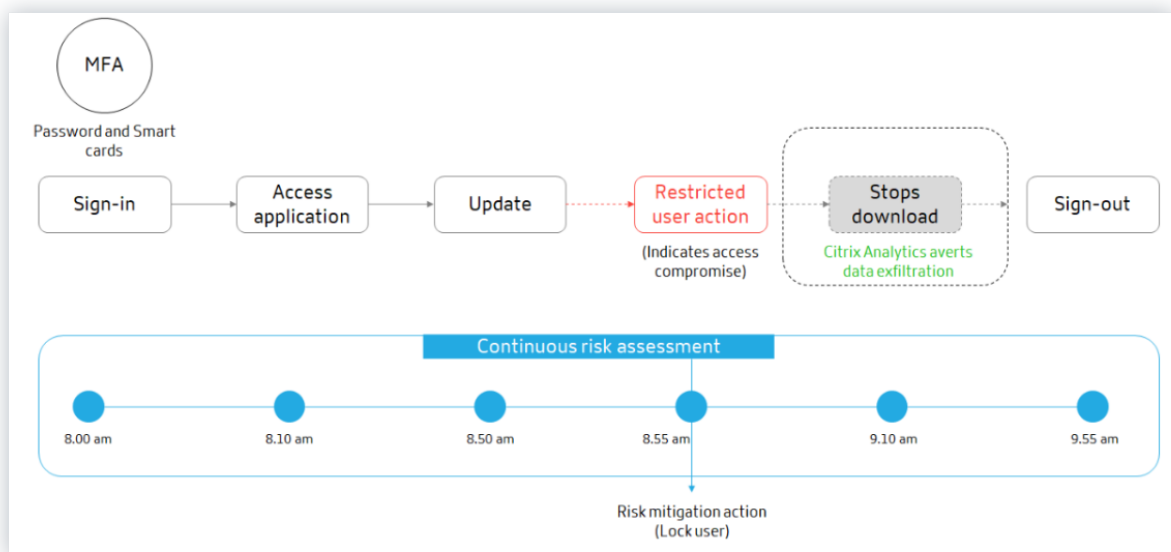 MFA
Password and Smart
cards
Sign-in
Access
application
Update
Restricted
user action
(Indicates access
compromise)
Stops
download
Citrix Analytics averts
data exfiltration
Sign-out
Continuous risk assessment
8.00 am
8.10 am
8.50 am
8.55 am
9.10 am
9.55 am
Risk mitigation action
(Lock user)